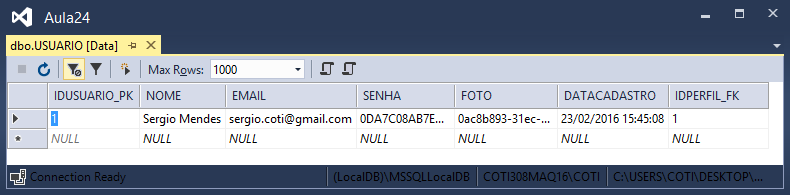 Aula24
dbo.USUARIO [Data]
Max Rows: 1000
IDUSUARIO_PK NOME EMAIL SENHA FOTO DATACADASTRO IDPERFIL_FK
1 Sergio Mendes sergio.coti@gmail.com 0DA7C08AB7E... 0ac8b893-31ec-... 23/02/2016 15:45:08 1
NULL NULL NULL NULL NULL NULL NULL
Connection Ready (LocalDB)\MSSQLLocalDB COTI308MAQ16\COTI C:\USERS\COTI\DESKTOP\...